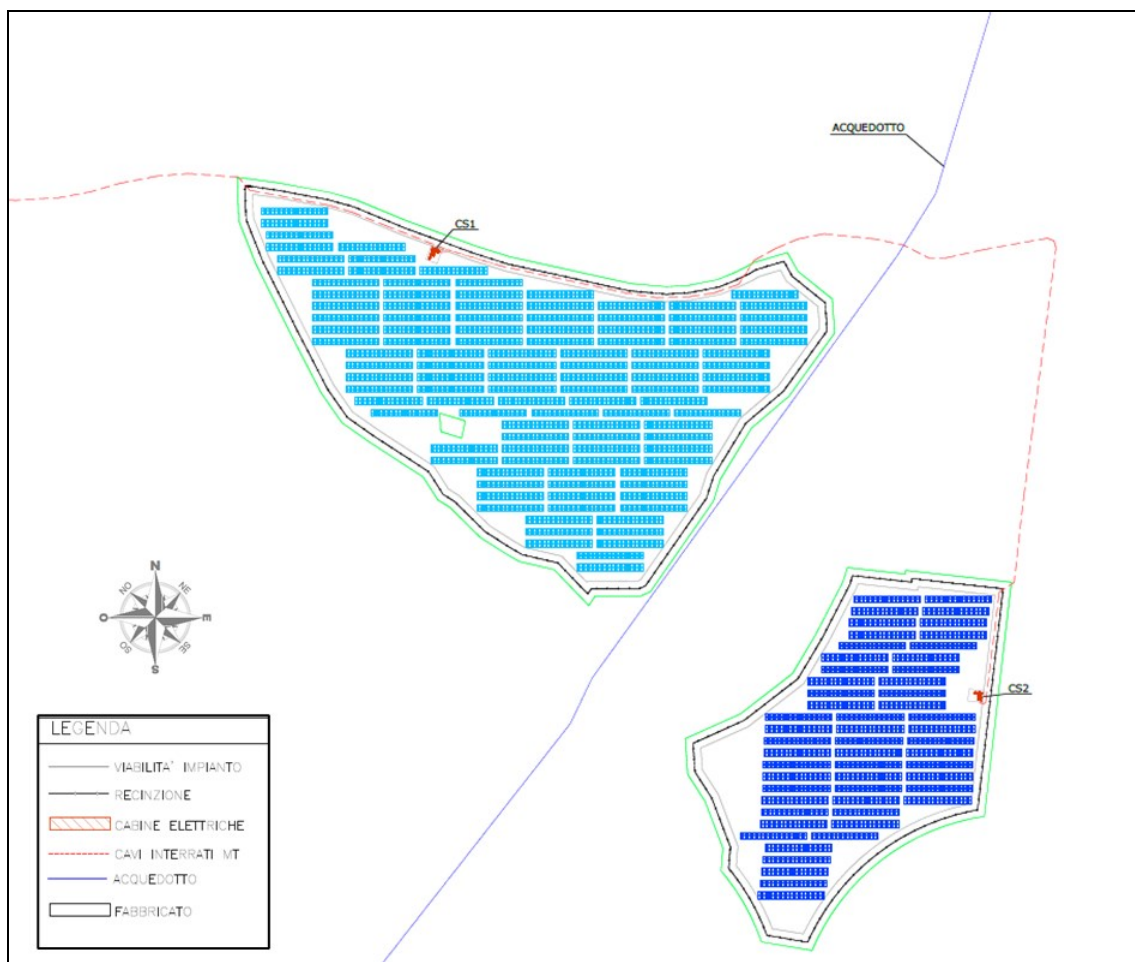 ACQUEDOTTO
CS1
N
NO
NE
O
E
SO
SE
S
CS2
LEGENDA
VIABILITA' IMPIANTO
RECINZIONE
CABINE ELETTRICHE
CAVI INTERRATI MT
ACQUEDOTTO
FABBRICATO